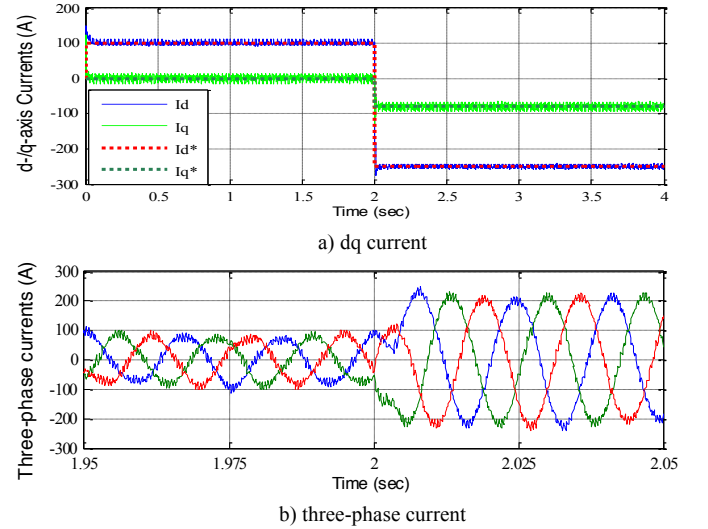 d-/q-axis Currents (A)
200
100
0
-100
-200
-300
Id
Iq
Id*
Iq*
0 0.5 1 1.5 2 2.5 3 3.5 4
Time (sec)
a) dq current
Three-phase currents (A)
300
200
100
0
-100
-200
-300
1.95 1.975 2 2.025 2.05
Time (sec)
b) three-phase current